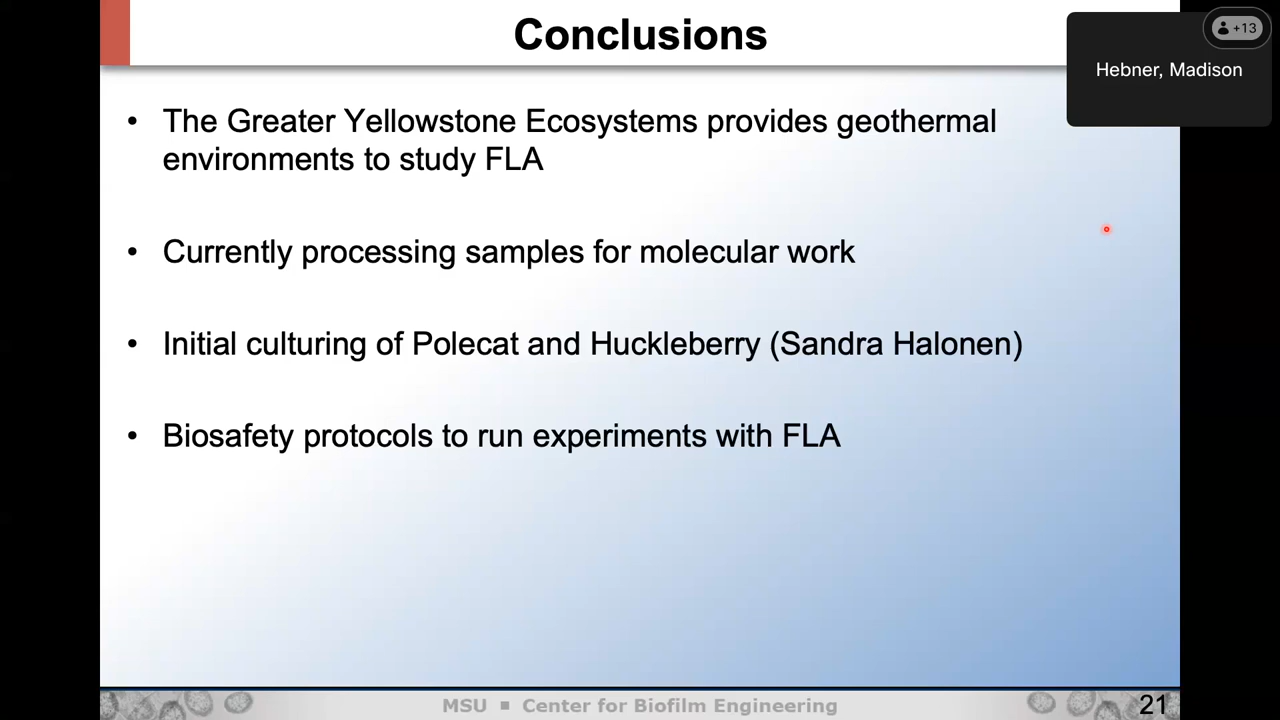 Conclusions
+13
Hebner, Madison
• The Greater Yellowstone Ecosystems provides geothermal
environments to study FLA
• Currently processing samples for molecular work
• Initial culturing of Polecat and Huckleberry (Sandra Halonen)
• Biosafety protocols to run experiments with FLA
MSU ▪ Center for Biofilm Engineering
21